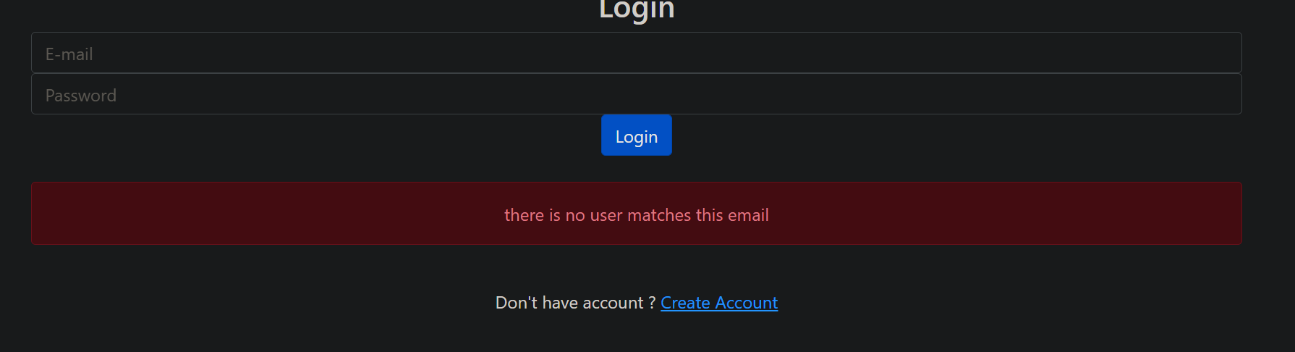 Login
E-mail
Password
Login
there is no user matches this email
Don't have account ? Create Account